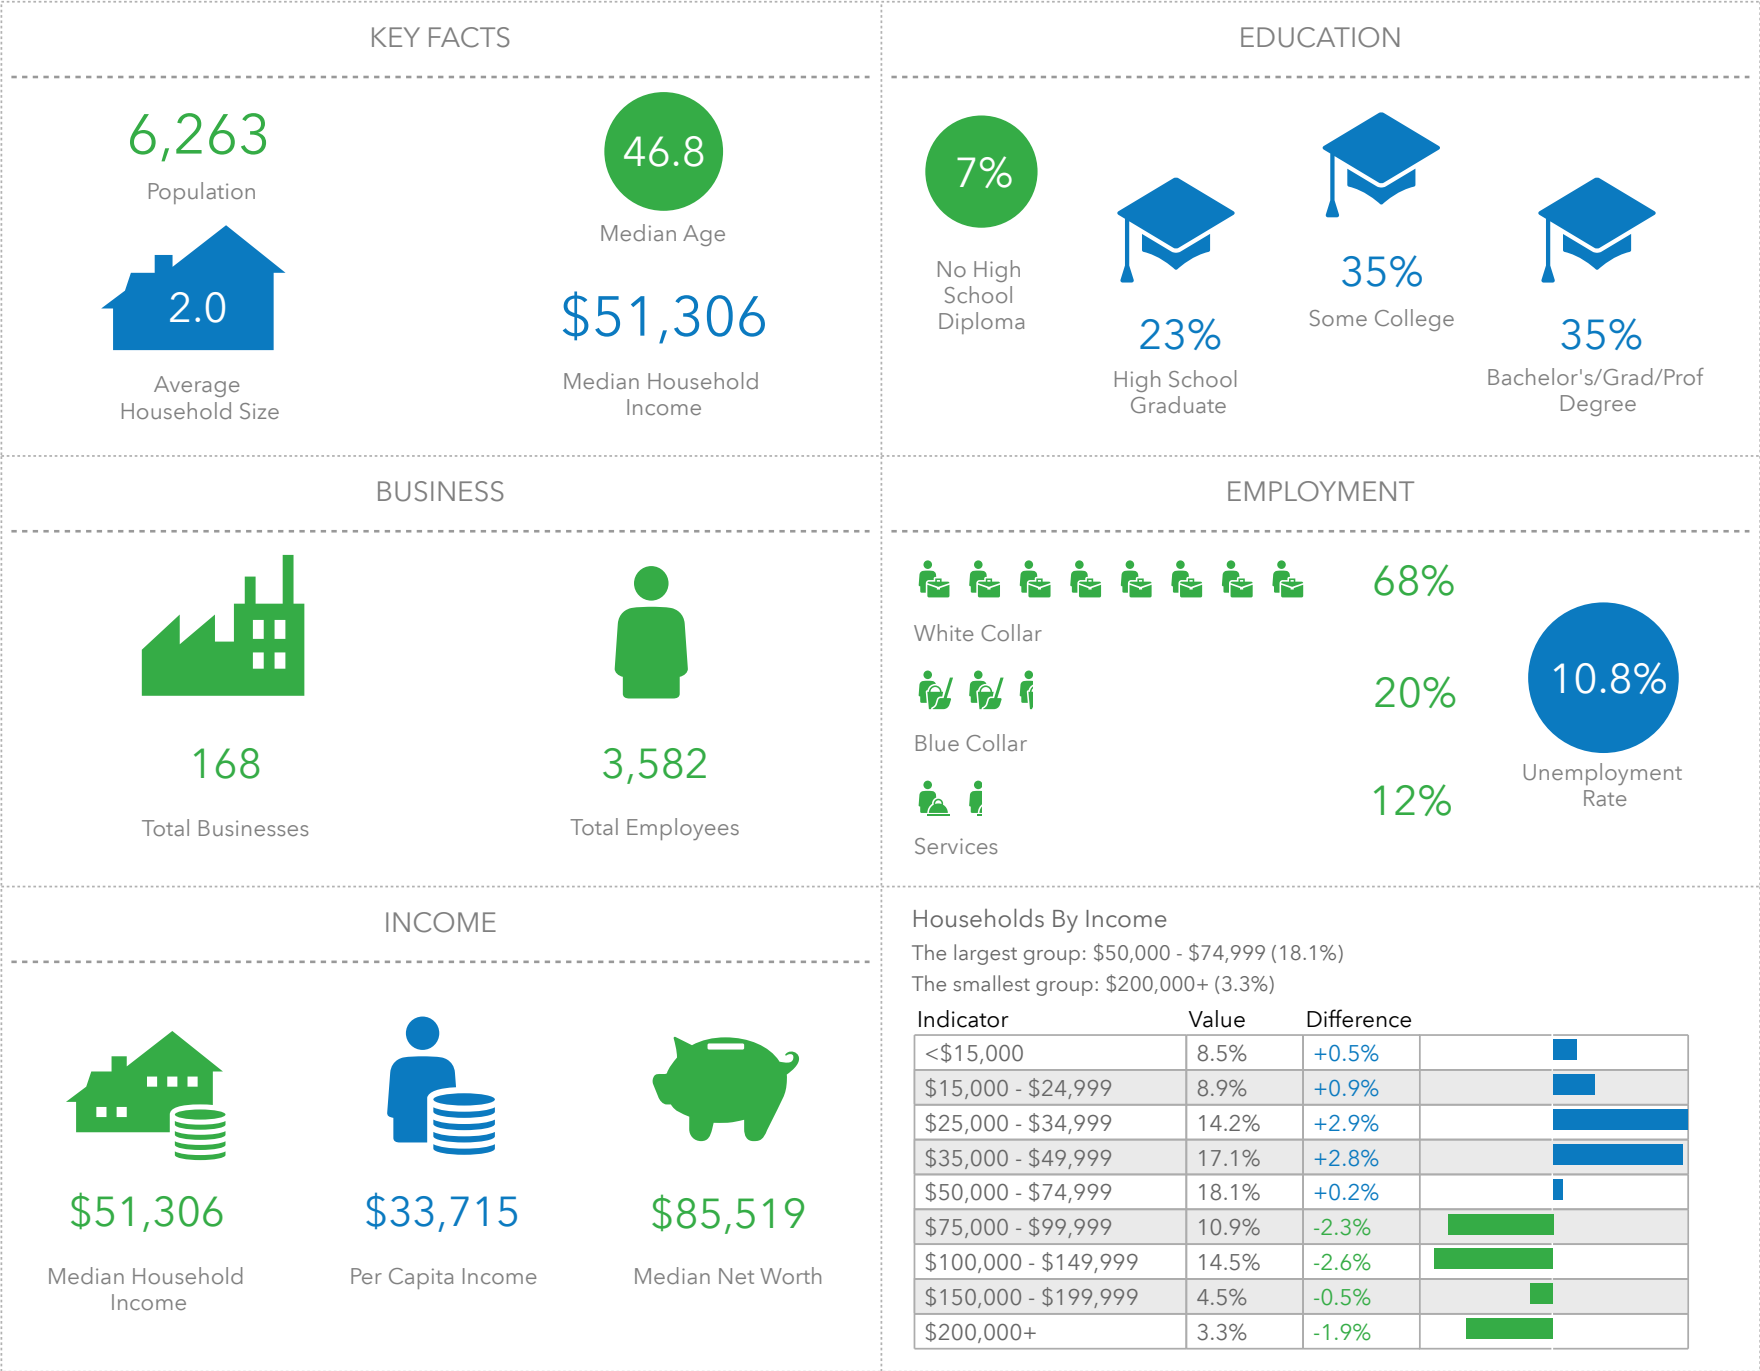 KEY FACTS
6,263
Population
46.8
Median Age
2.0
Average
Household Size
$51,306
Median Household
Income
EDUCATION
7%
No High
School
Diploma
23%
High School
Graduate
35%
Some College
35%
Bachelor's/Grad/Prof
Degree
BUSINESS
168
Total Businesses
3,582
Total Employees
EMPLOYMENT
68%
White Collar
20%
Blue Collar
12%
Services
10.8%
Unemployment
Rate
INCOME
$51,306
Median Household
Income
$33,715
Per Capita Income
$85,519
Median Net Worth
Households By Income
The largest group: $50,000 - $74,999 (18.1%)
The smallest group: $200,000+ (3.3%)
Indicator Value Difference
<$15,000 8.5% +0.5%
$15,000 - $24,999 8.9% +0.9%
$25,000 - $34,999 14.2% +2.9%
$35,000 - $49,999 17.1% +2.8%
$50,000 - $74,999 18.1% +0.2%
$75,000 - $99,999 10.9% -2.3%
$100,000 - $149,999 14.5% -2.6%
$150,000 - $199,999 4.5% -0.5%
$200,000+ 3.3% -1.9%